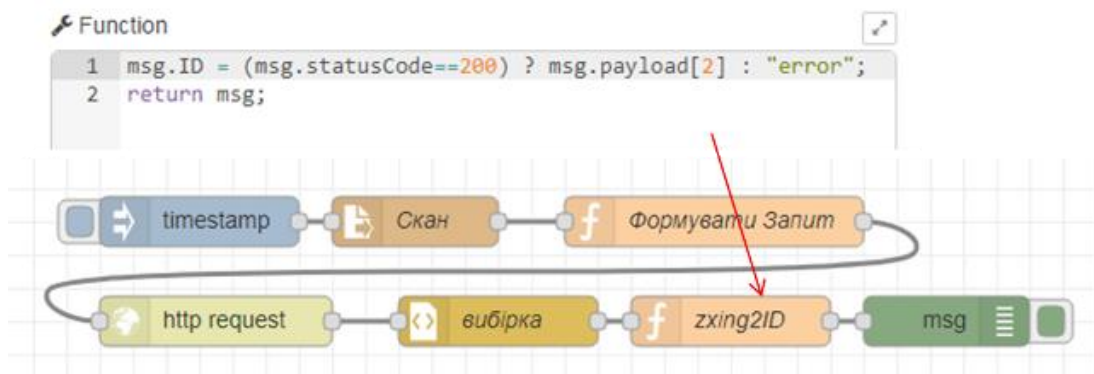 Function
1 msg.ID = (msg.statusCode==200) ? msg.payload[2] : "error";
2 return msg;
timestamp Скан Формувати Запит
http request вибірка zxing2ID msg